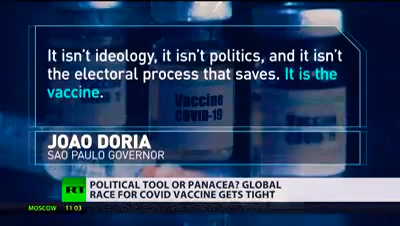 It isn't ideology, it isn't politics, and it isn't
the electoral process that saves. It is the
vaccine.
Vaccine
COVID-19
JOAO DORIA
SAO PAULO GOVERNOR
RT
POLITICAL TOOL OR PANACEA? GLOBAL
RACE FOR COVID VACCINE GETS TIGHT
MOSCOW 11:03